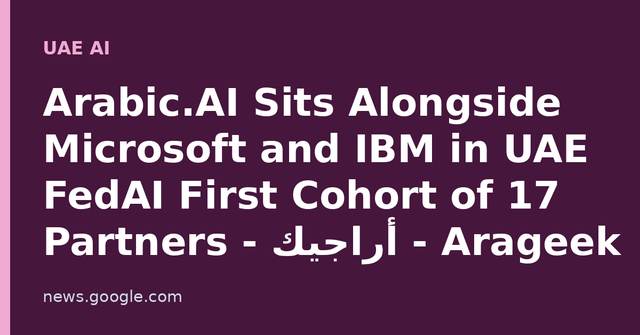 UAE AI
Arabic.AI Sits Alongside
Microsoft and IBM in UAE
FedAI First Cohort of 17
Partners - أراجيك - Arageek
news.google.com